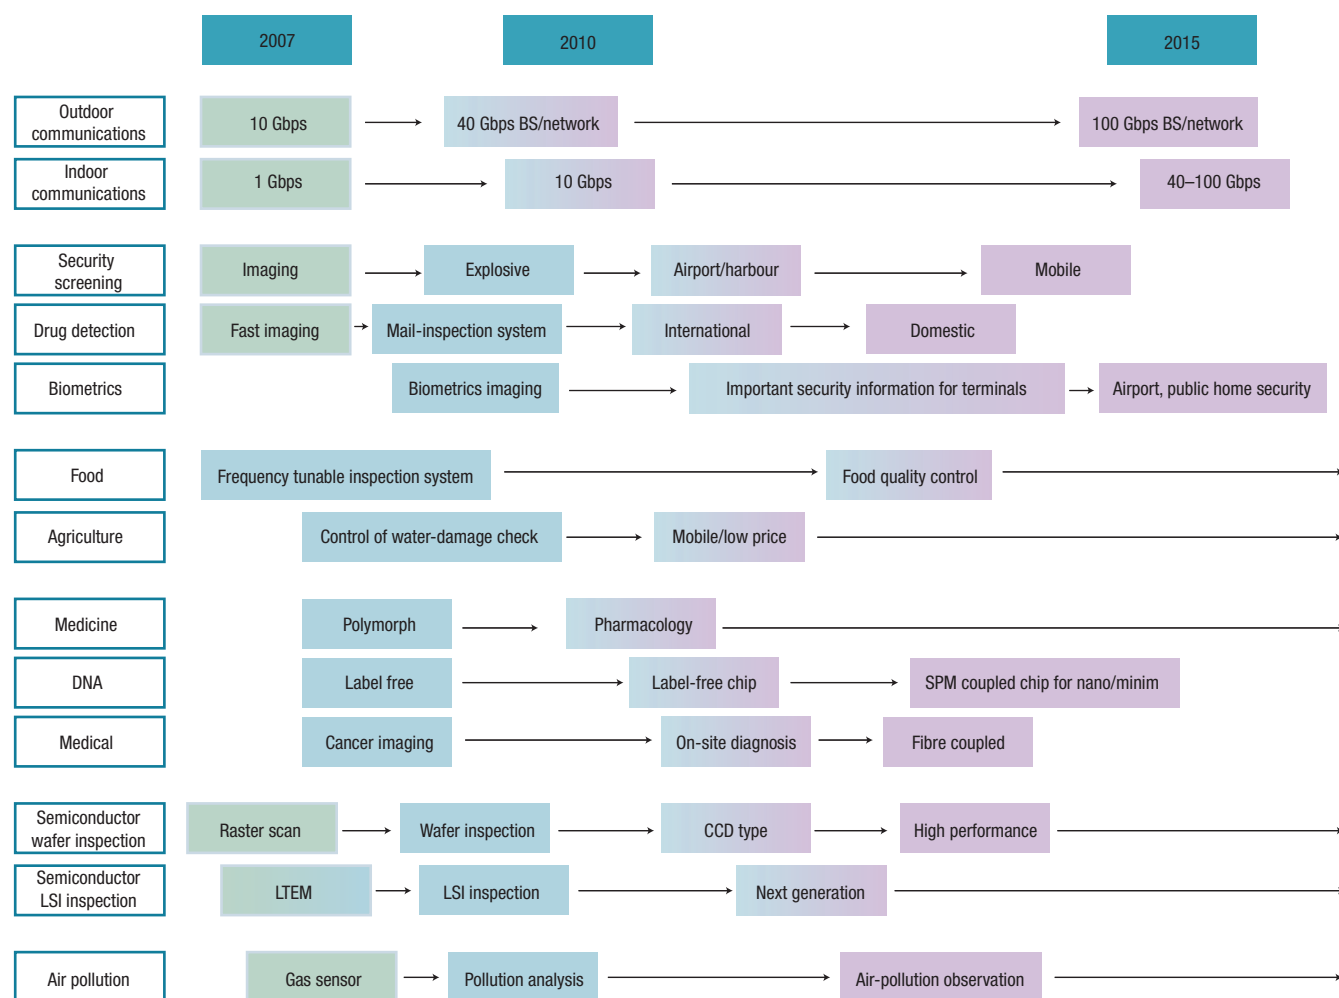 2007
2010
2015
Outdoor
communications
10 Gbps
40 Gbps BS/network
100 Gbps BS/network
Indoor
communications
1 Gbps
10 Gbps
40–100 Gbps
Security
screening
Imaging
Explosive
Airport/harbour
Mobile
Drug detection
Fast imaging
Mail-inspection system
International
Domestic
Biometrics
Biometrics imaging
Important security information for terminals
Airport, public home security
Food
Frequency tunable inspection system
Food quality control
Agriculture
Control of water-damage check
Mobile/low price
Medicine
Polymorph
Pharmacology
DNA
Label free
Label-free chip
SPM coupled chip for nano/minim
Medical
Cancer imaging
On-site diagnosis
Fibre coupled
Semiconductor
wafer inspection
Raster scan
Wafer inspection
CCD type
High performance
Semiconductor
LSI inspection
LTEM
LSI inspection
Next generation
Air pollution
Gas sensor
Pollution analysis
Air-pollution observation